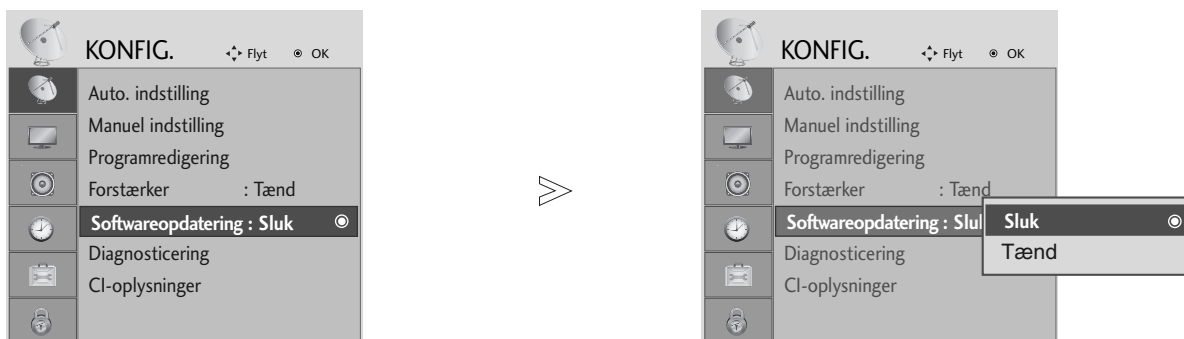 KONFIG. Flyt OK
Auto. indstilling
Manuel indstilling
Programredigering
Forstærker : Tænd
Softwareopdatering : Sluk
Diagnosticering
CI-oplysninger
KONFIG. Flyt OK
Auto. indstilling
Manuel indstilling
Programredigering
Forstærker : Tænd
Softwareopdatering : Sluk
Diagnosticering
CI-oplysninger
Sluk
Tænd